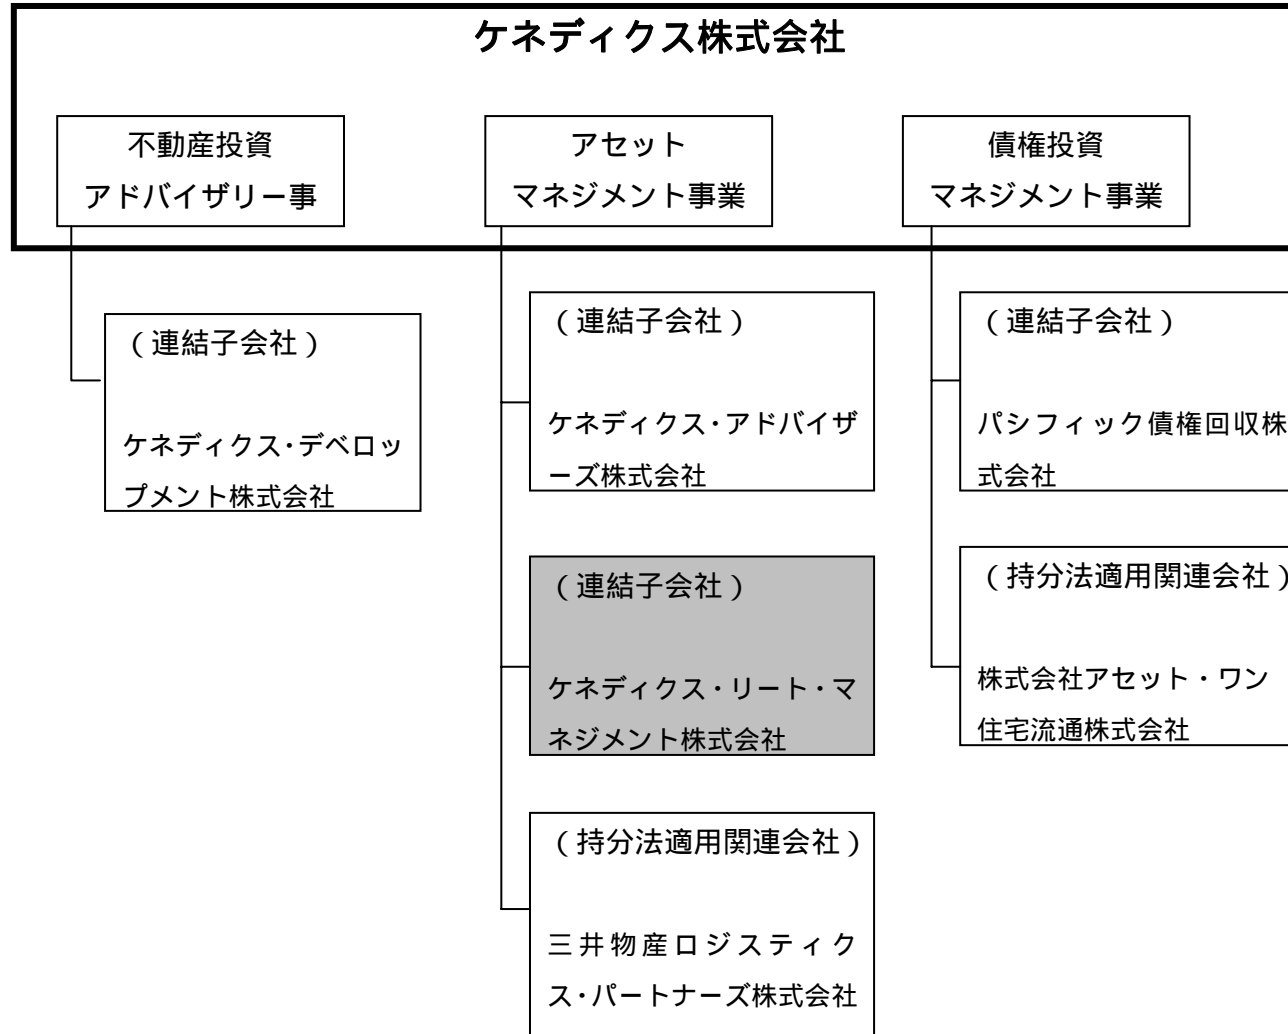 ケネディクス株式会社
不動産投資
アドバイザリー事
アセット
マネジメント事業
債権投資
マネジメント事業
(連結子会社)
ケネディクス・デベロッ
プメント株式会社
(連結子会社)
ケネディクス・アドバイザ
ーズ株式会社
(連結子会社)
ケネディクス・リート・マ
ネジメント株式会社
(持分法適用関連会社)
三井物産ロジスティク
ス・パートナーズ株式会社
(連結子会社)
パシフィック債権回収株
式会社
(持分法適用関連会社)
株式会社アセット・ワン
住宅流通株式会社